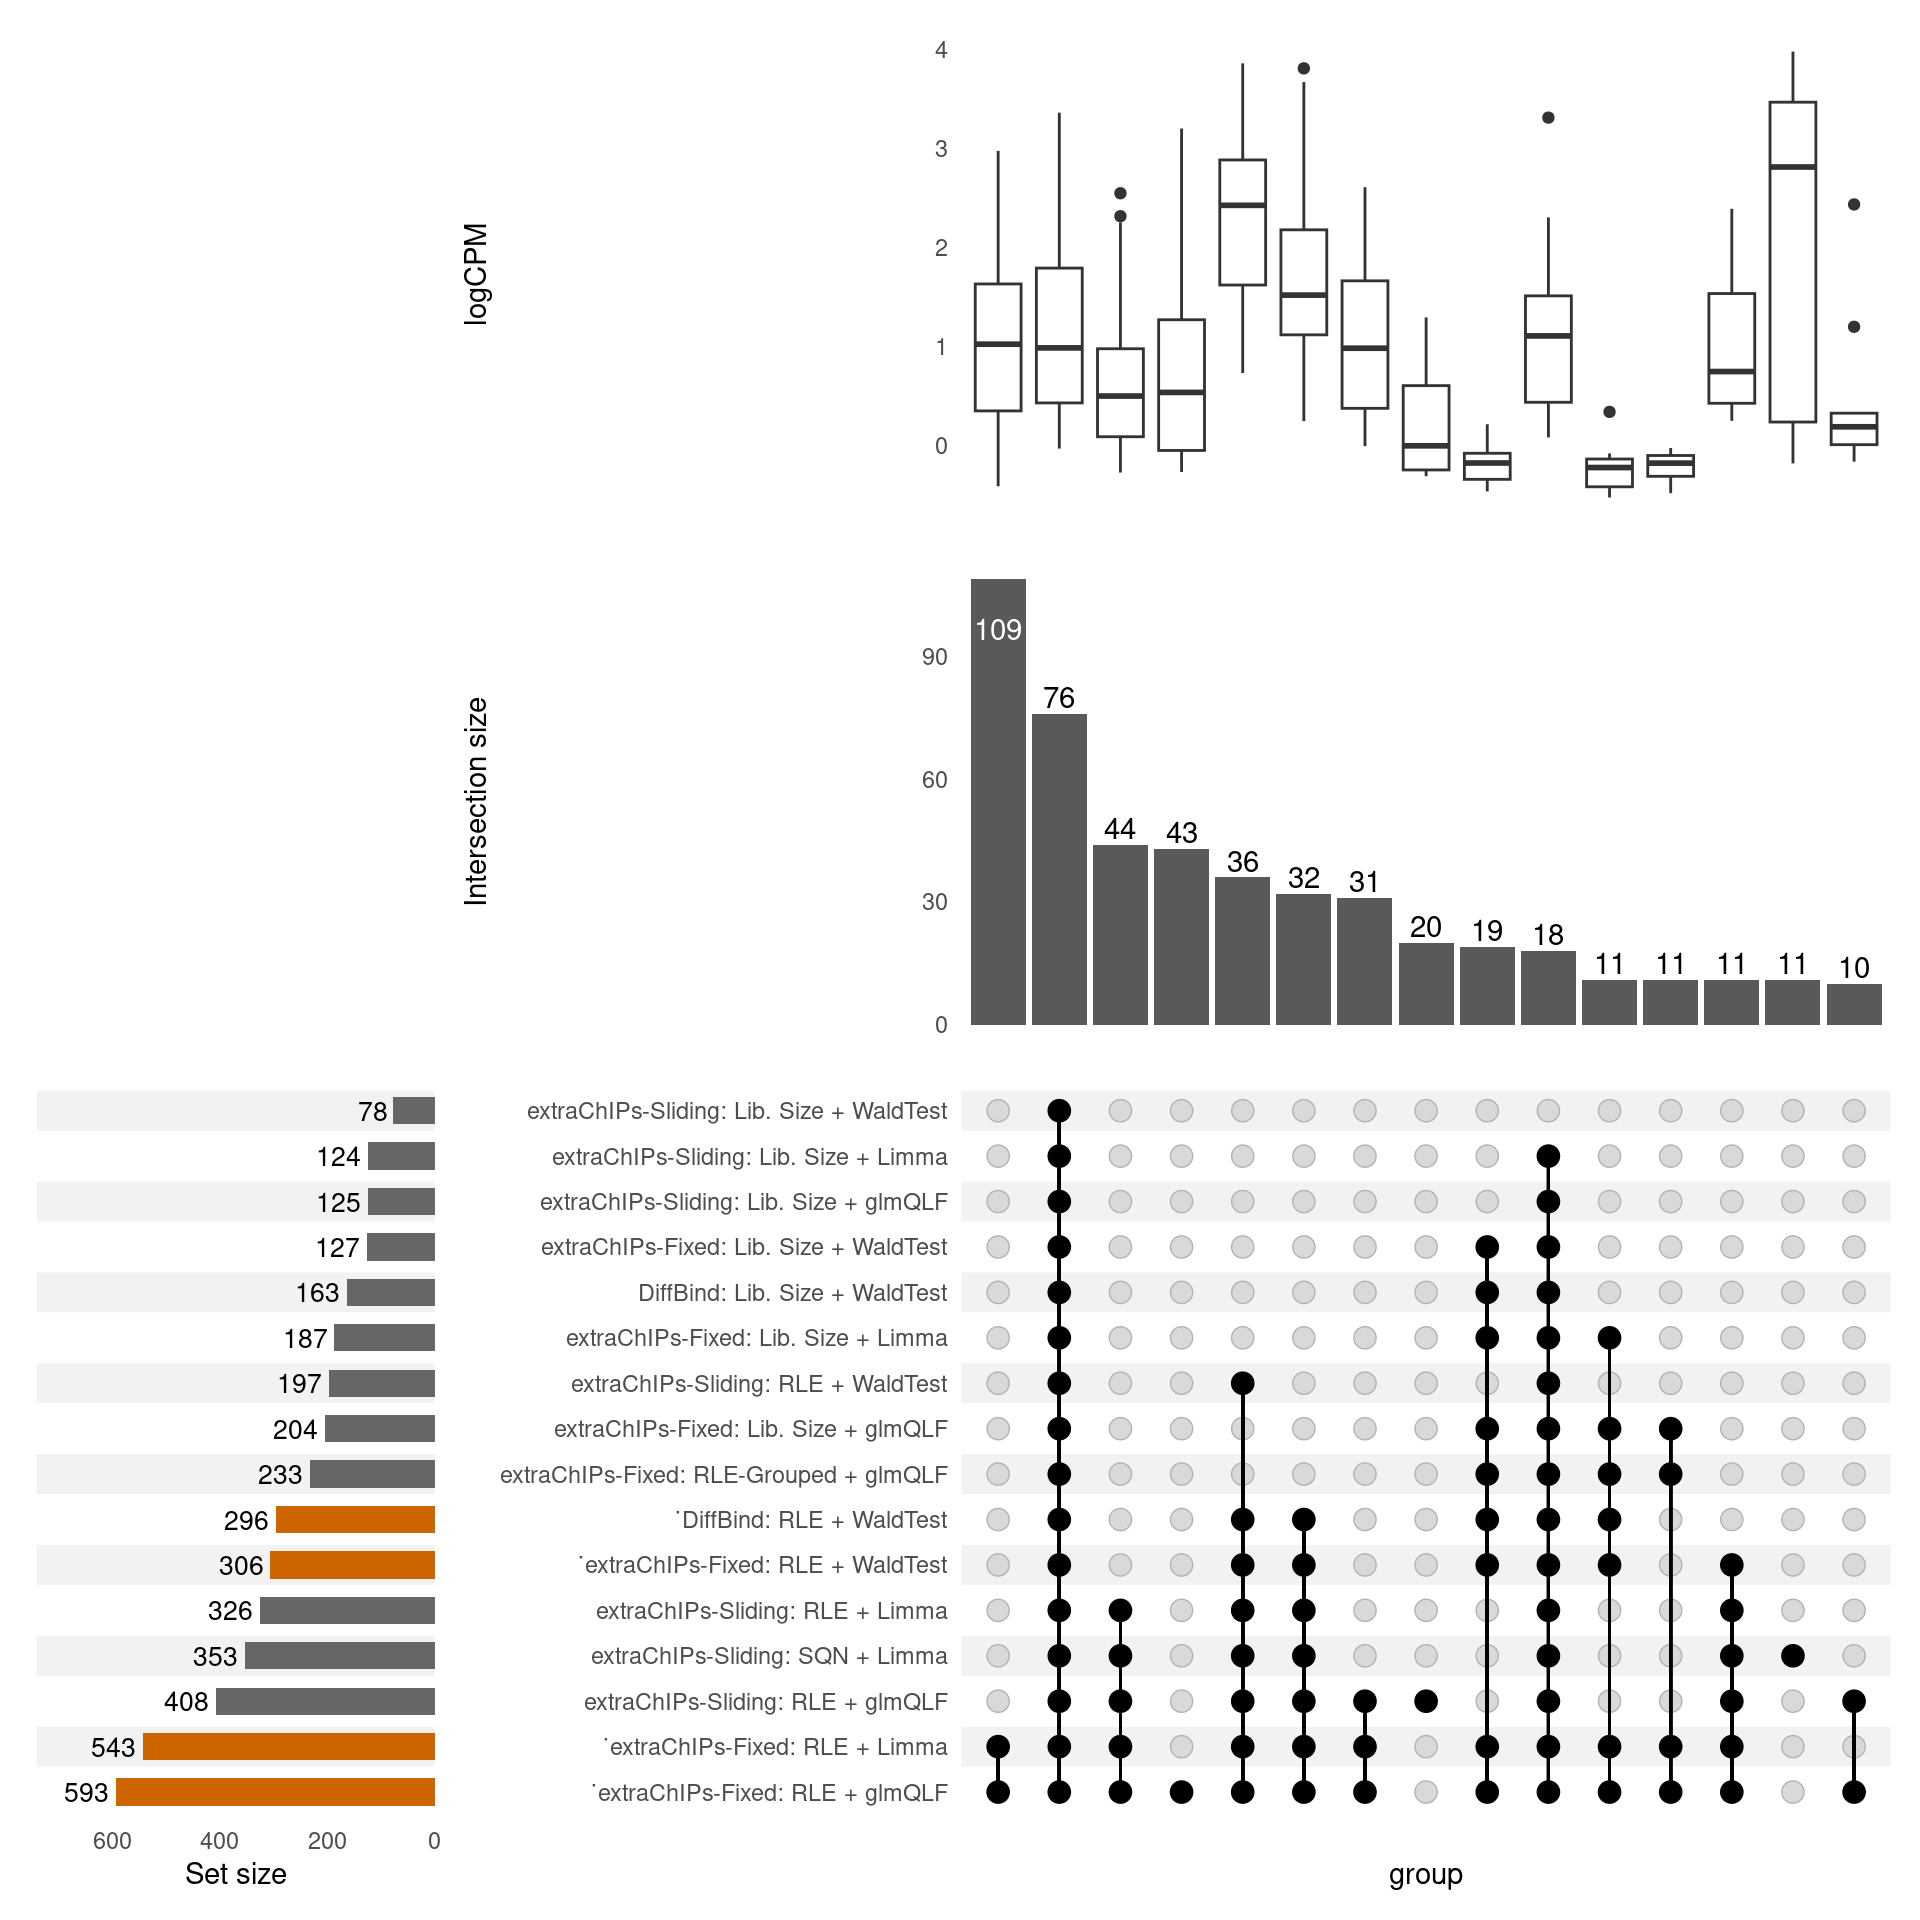 4
3
2
1
0
logCPM
109
76
44
43
36
32
31
20
19
18
11
11
11
11
10
90
60
30
0
Intersection size
78 extraChIPs-Sliding: Lib. Size + WaldTest
124 extraChIPs-Sliding: Lib. Size + Limma
125 extraChIPs-Sliding: Lib. Size + glmQLF
127 extraChIPs-Fixed: Lib. Size + WaldTest
163 DiffBind: Lib. Size + WaldTest
187 extraChIPs-Fixed: Lib. Size + Limma
197 extraChIPs-Sliding: RLE + WaldTest
204 extraChIPs-Fixed: Lib. Size + glmQLF
233 extraChIPs-Fixed: RLE-Grouped + glmQLF
296 ˙DiffBind: RLE + WaldTest
306 ˙extraChIPs-Fixed: RLE + WaldTest
326 extraChIPs-Sliding: RLE + Limma
353 extraChIPs-Sliding: SQN + Limma
408 extraChIPs-Sliding: RLE + glmQLF
543 ˙extraChIPs-Fixed: RLE + Limma
593 ˙extraChIPs-Fixed: RLE + glmQLF
600 400 200 0
Set size
group